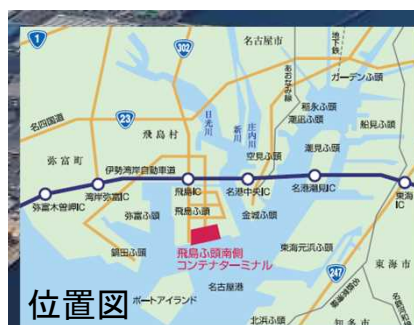 1
302
名古屋市
地下鉄
あおなみ線
ガーデンふ頭
名四国道
23
日光川
新川
庄内川
稲永ふ頭
潮凪ふ頭
船見ふ頭
飛島村
弥富町
空見ふ頭
潮見ふ頭
伊勢湾岸自動車道
弥富木曽岬IC
湾岸弥富IC
飛島IC
名港中央IC
名港潮見IC
東海
IC
弥富ふ頭
飛島ふ頭
金城ふ頭
鍋田ふ頭
飛島ふ頭南側
コンテナターミナル
東海元浜ふ頭
東海市
247
名古屋港
ポートアイランド
北浜ふ頭
知多市
位置図